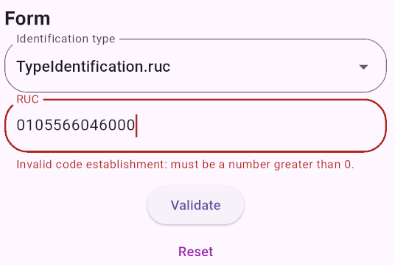 Form
Identification type
TypeIdentification.ruc
RUC
0105566046000
Invalid code establishment: must be a number greater than 0.
Validate
Reset